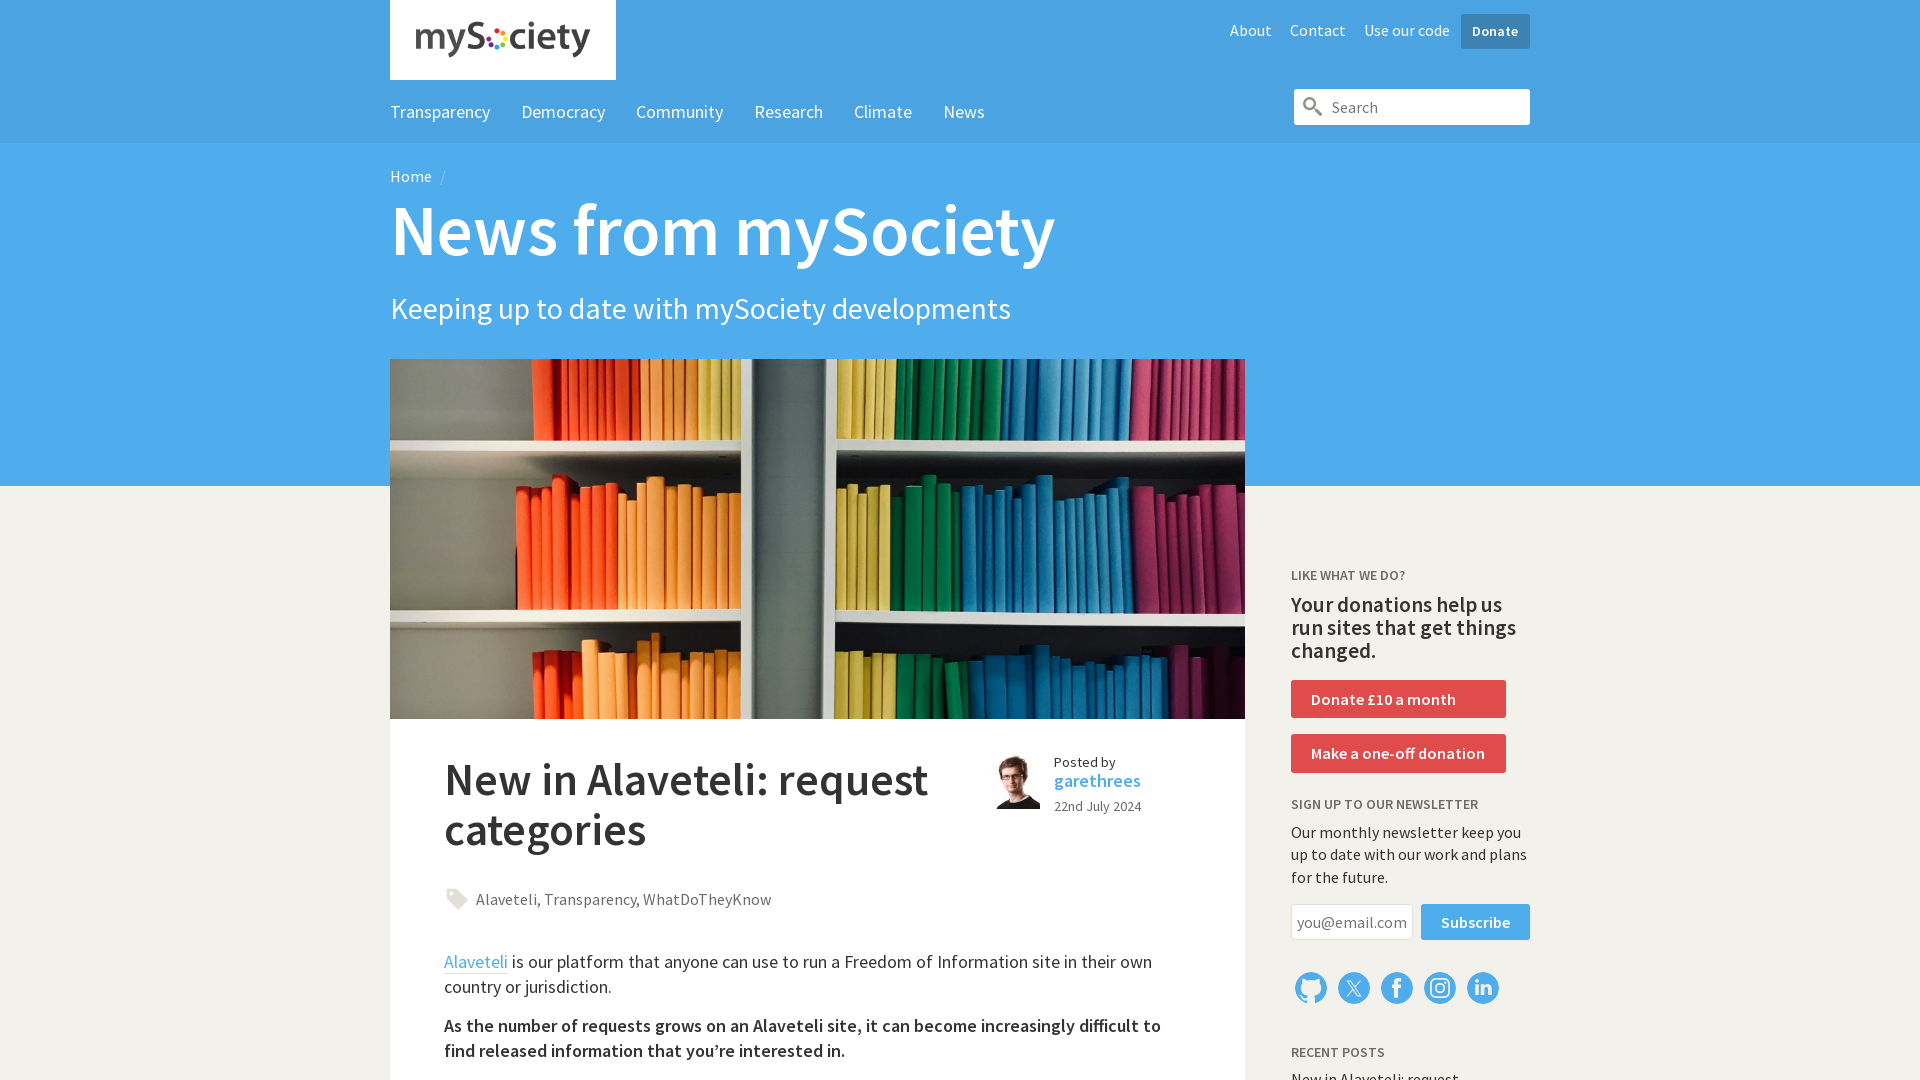 mySociety
About
Contact
Use our code
Donate
Transparency
Democracy
Community
Research
Climate
News
Search
Home /
News from mySociety
Keeping up to date with mySociety developments
New in Alaveteli: request
categories
Posted by
garethrees
22nd July 2024
Alaveteli, Transparency, WhatDoTheyKnow
Alaveteli is our platform that anyone can use to run a Freedom of Information site in their own
country or jurisdiction.
As the number of requests grows on an Alaveteli site, it can become increasingly difficult to
find released information that you’re interested in.
LIKE WHAT WE DO?
Your donations help us
run sites that get things
changed.
Donate £10 a month
Make a one-off donation
SIGN UP TO OUR NEWSLETTER
Our monthly newsletter keep you
up to date with our work and plans
for the future.
you@email.com
Subscribe
RECENT POSTS
New in Alaveteli: request